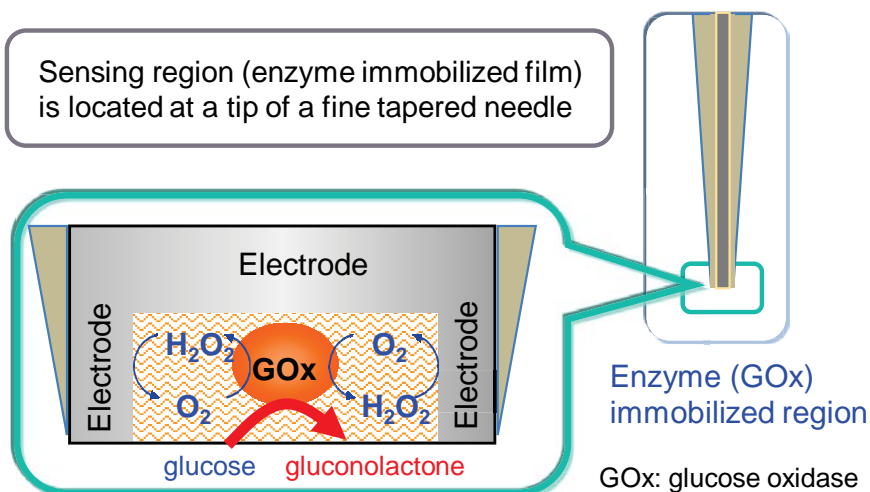 Sensing region (enzyme immobilized film)
is located at a tip of a fine tapered needle
Electrode
Electrode
Electrode
H₂O₂
GOx
O₂
O₂
H₂O₂
glucose
gluconolactone
Enzyme (GOx)
immobilized region
GOx: glucose oxidase